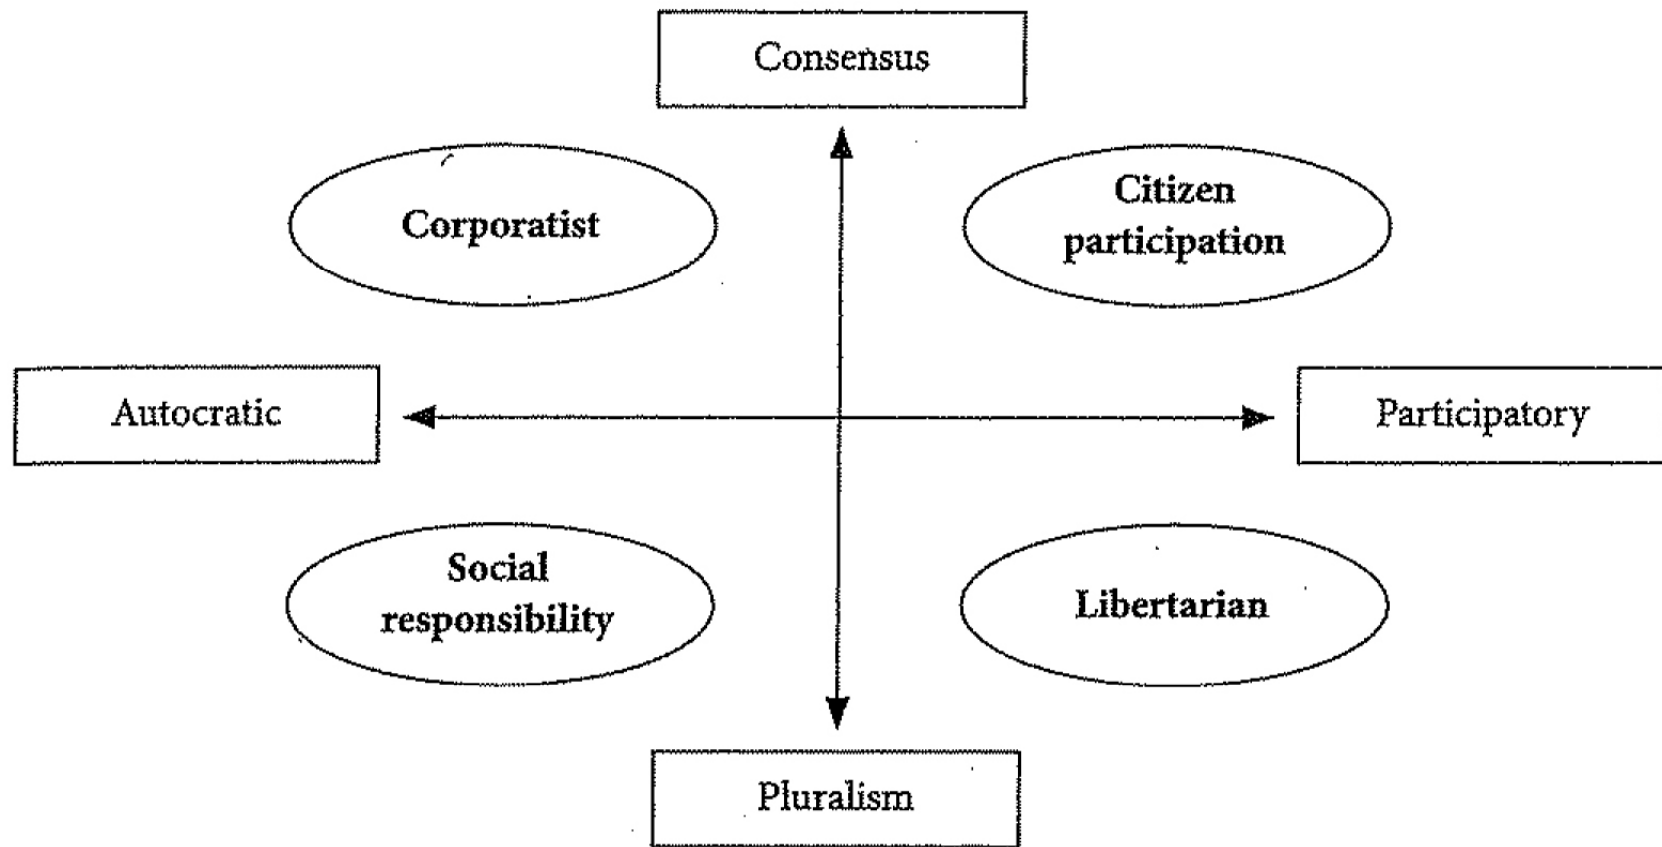 Consensus
Corporatist
Citizen
participation
Autocratic
Participatory
Social
responsibility
Libertarian
Pluralism